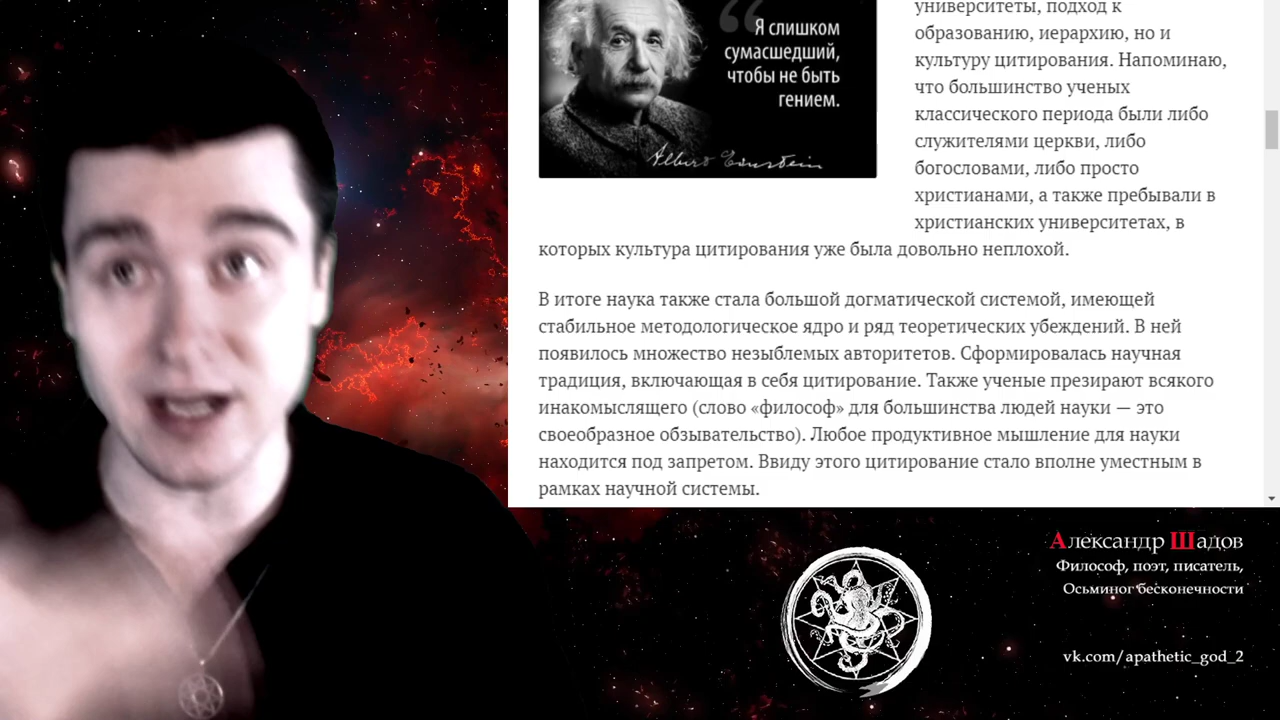 Я слишком
сумасшедший,
чтобы не быть
гением.
Albert Einstein
университеты, подход к
образованию, иерархию, но и
культуру цитирования. Напоминаю,
что большинство ученых
классического периода были либо
служителями церкви, либо
богословами, либо просто
христианами, а также пребывали в
христианских университетах, в
которых культура цитирования уже была довольно неплохой.
В итоге наука также стала большой догматической системой, имеющей
стабильное методологическое ядро и ряд теоретических убеждений. В ней
появилось множество незыблемых авторитетов. Сформировалась научная
традиция, включающая в себя цитирование. Также ученые презирают всякого
инакомыслящего (слово «философ» для большинства людей науки — это
своеобразное обзывательство). Любое продуктивное мышление для науки
находится под запретом. Ввиду этого цитирование стало вполне уместным в
рамках научной системы.
Александр Шадов
Философ, поэт, писатель,
Осьминог бесконечности
vk.com/apathetic_god_2